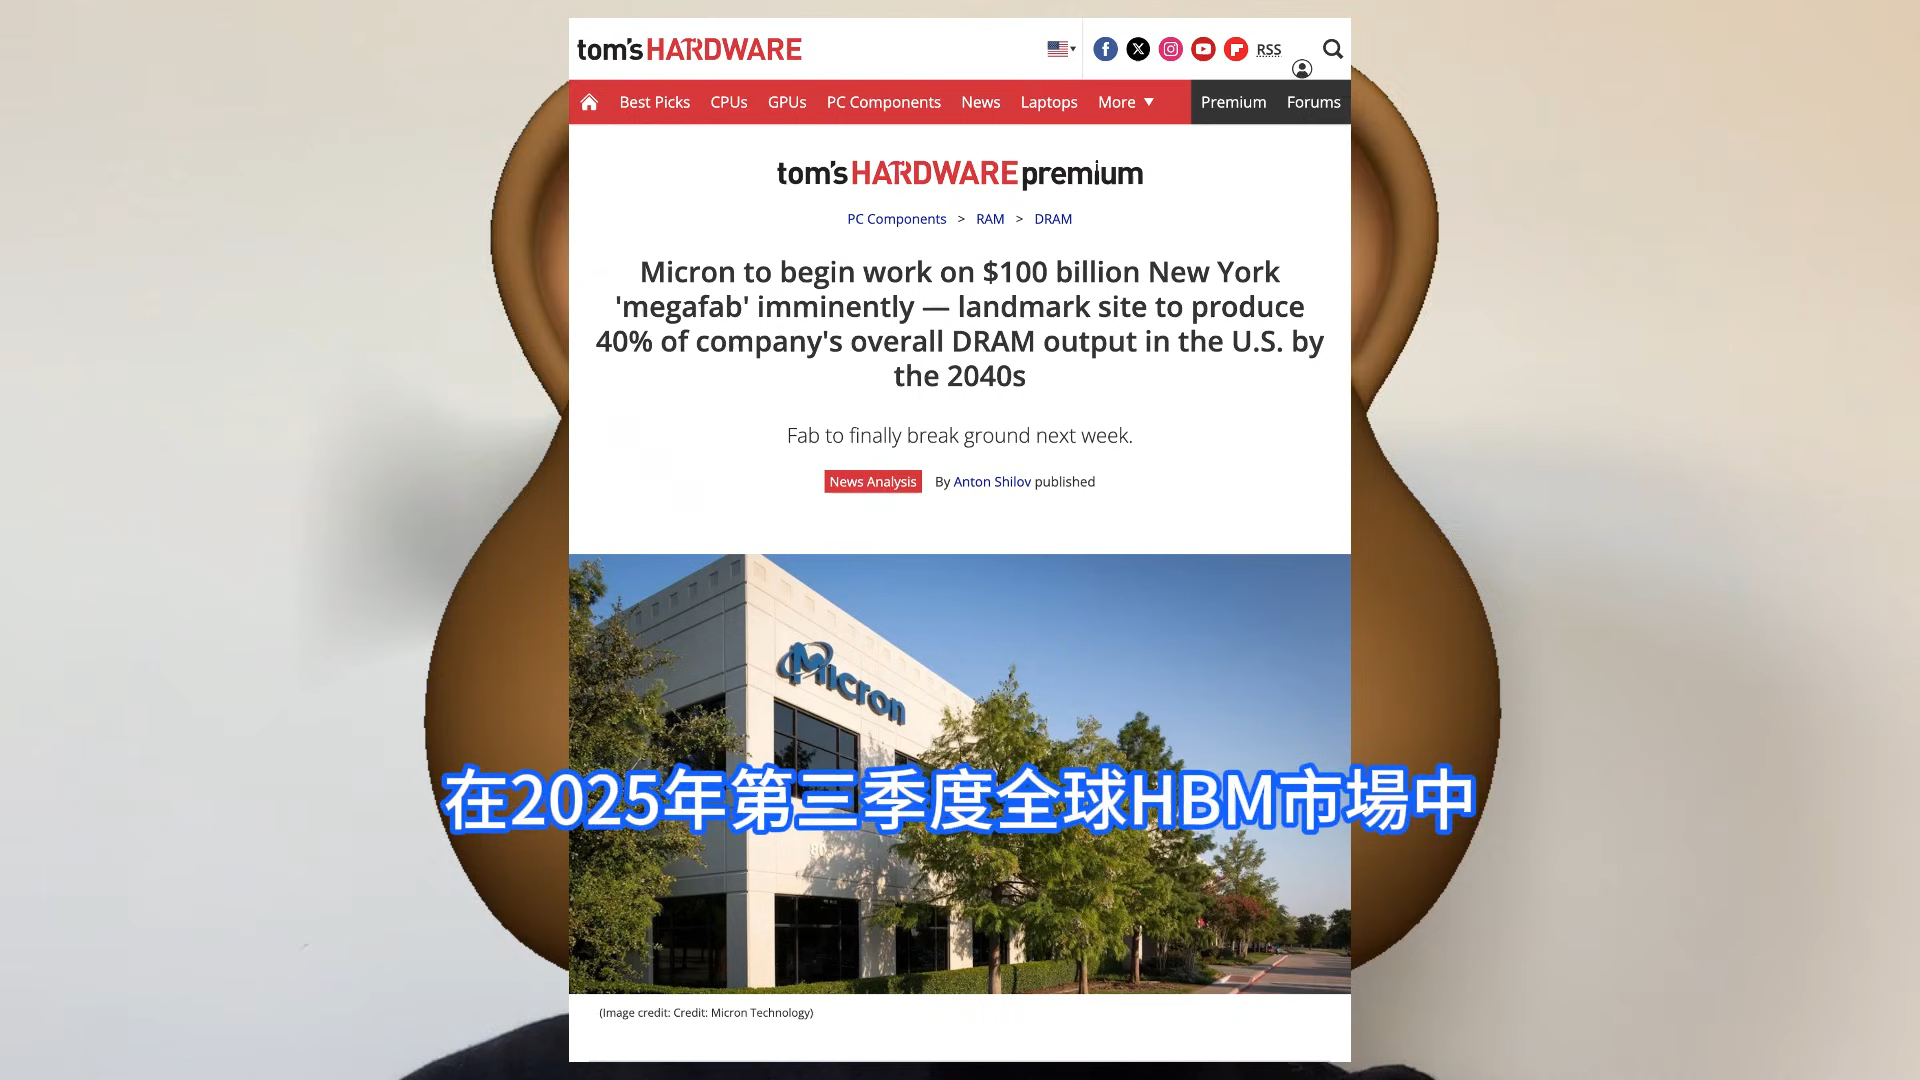 tom'sHARDWARE
RSS
Best Picks CPUs GPUs PC Components News Laptops More ▼ Premium Forums
tom'sHARDWARE premium
PC Components > RAM > DRAM
Micron to begin work on $100 billion New York
'megafab' imminently — landmark site to produce
40% of company's overall DRAM output in the U.S. by
the 2040s
Fab to finally break ground next week.
News Analysis By Anton Shilov published
Micron
在2025年第三季度全球HBM市場中
(Image credit: Credit: Micron Technology)